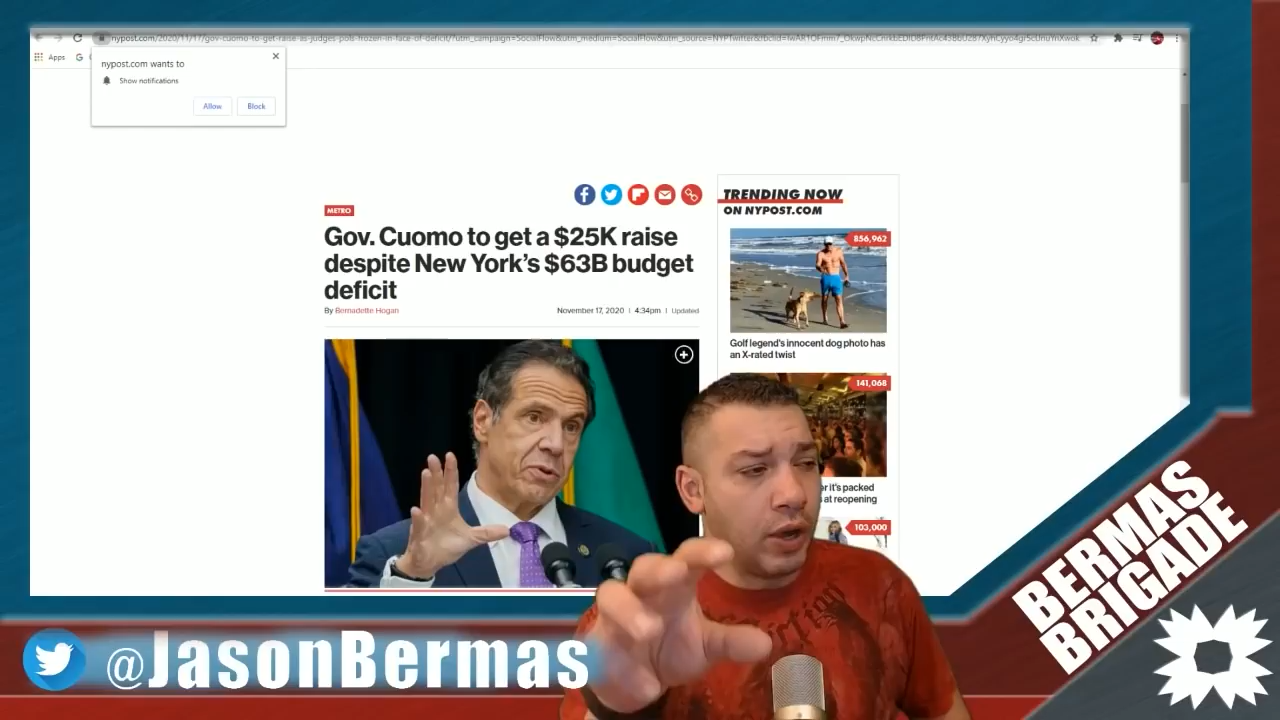 nypost.com wants to
Show notifications
Allow
Block
Apps
METRO
Gov. Cuomo to get a $25K raise
despite New York's $63B budget
deficit
By Bernadette Hogan
November 17, 2020 | 4:34pm | Updated
TRENDING NOW
ON NYPOST.COM
856,962
Golf legend's innocent dog photo has
an X-rated twist
141,068
it's packed
at reopening
103,000
@JasonBermas
BERMAS
BRIGADE